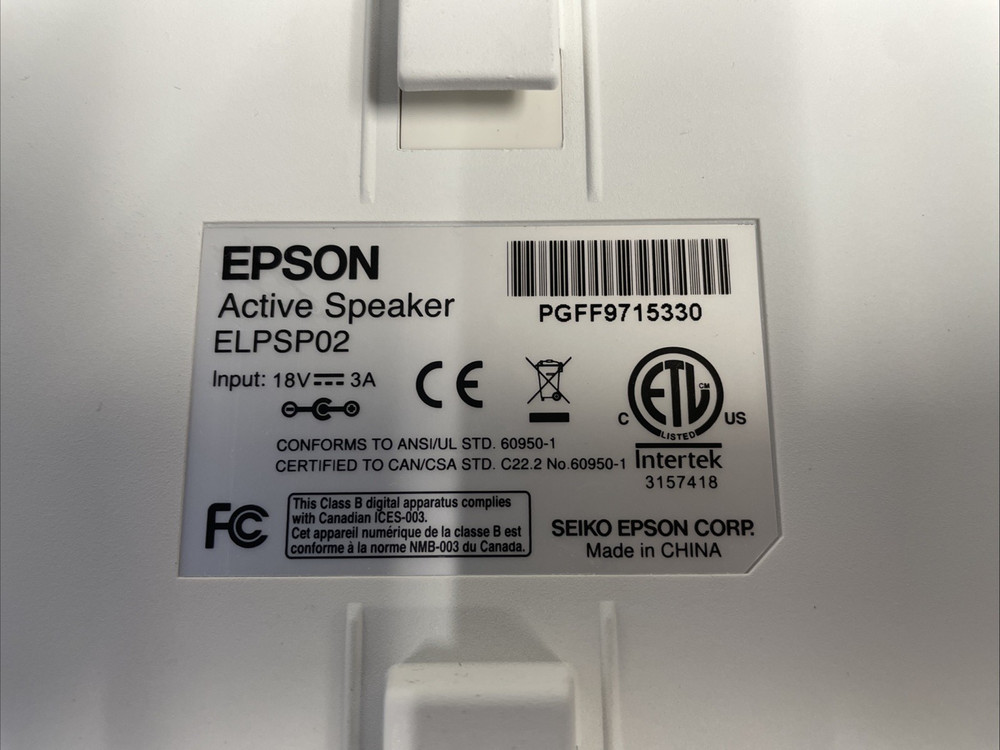 EPSON
Active Speaker
ELPSP02
Input: 18V⎓3A
PGFF9715330
CE
ETL CM
LISTED
C US
Intertek
3157418
CONFORMS TO ANSI/UL STD. 60950-1
CERTIFIED TO CAN/CSA STD. C22.2 No.60950-1
FC
This Class B digital apparatus complies
with Canadian ICES-003.
Cet appareil numérique de la classe B est
conforme à la norme NMB-003 du Canada.
SEIKO EPSON CORP.
Made in CHINA